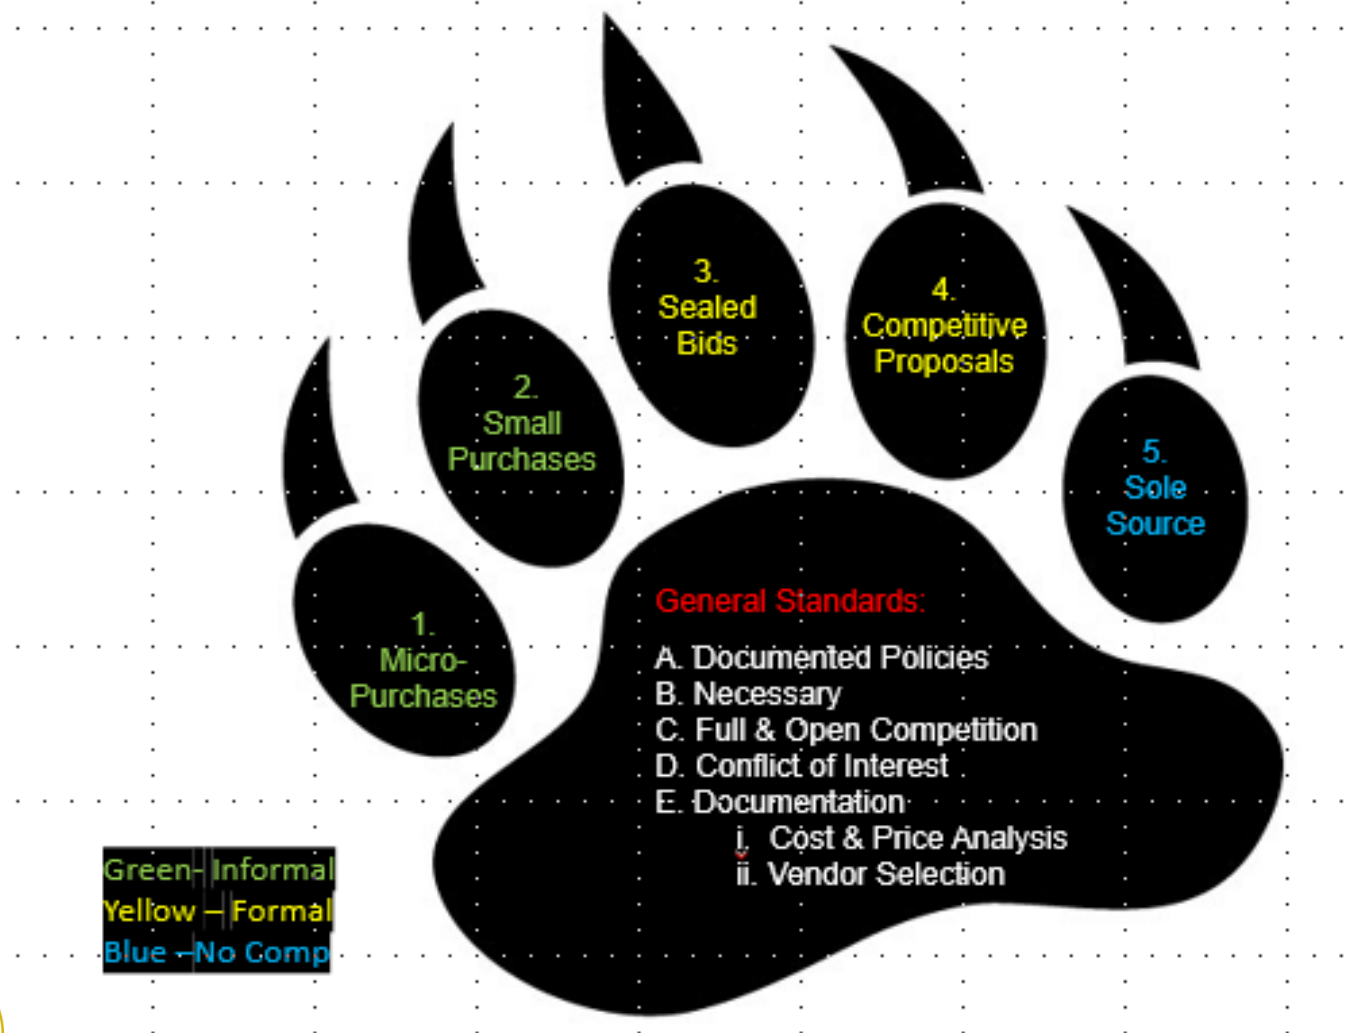 3.
Sealed
Bids
4.
Competitive
Proposals
2.
Small
Purchases
5.
Sole
Source
1.
Micro-
Purchases
General Standards:
A. Documented Policies
B. Necessary
C. Full & Open Competition
D. Conflict of Interest
E. Documentation
i. Cost & Price Analysis
ii. Vendor Selection
Green- Informal
Yellow – Formal
Blue –No Comp